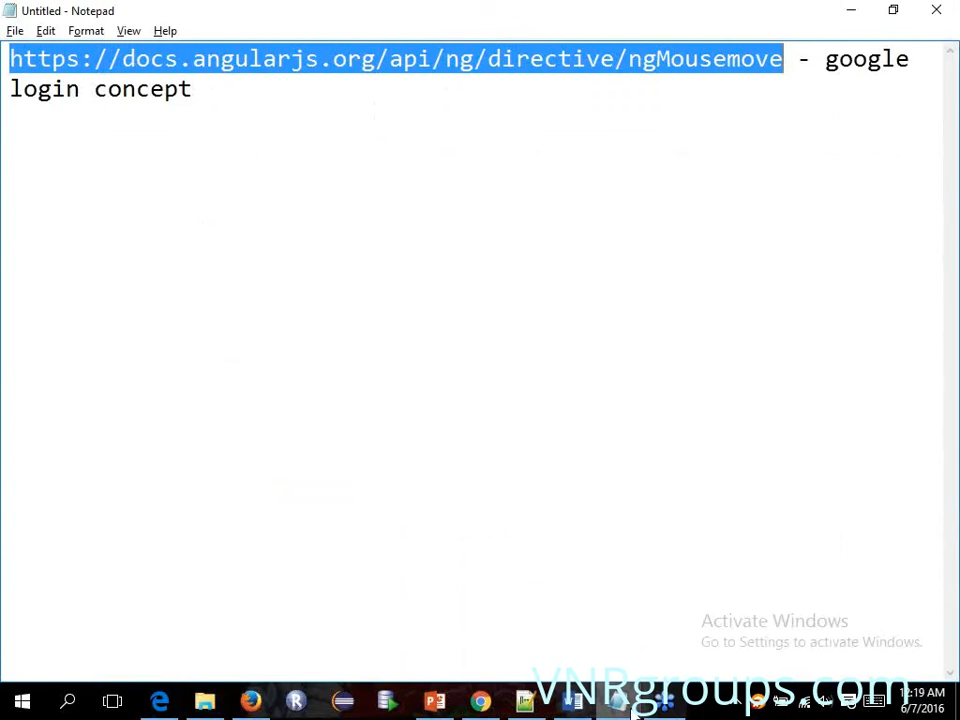 Untitled - Notepad
File Edit Format View Help
https://docs.angularjs.org/api/ng/directive/ngMousemove - google
login concept
Activate Windows
Go to Settings to activate Windows.
VNRgroups.com
12:19 AM
6/7/2016